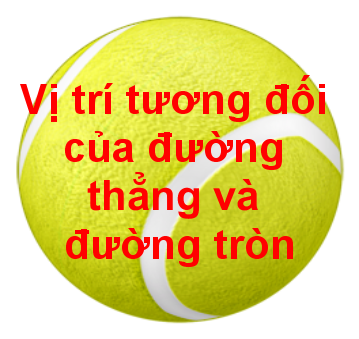 Vị trí tương đối
của đường
thẳng và
đường tròn